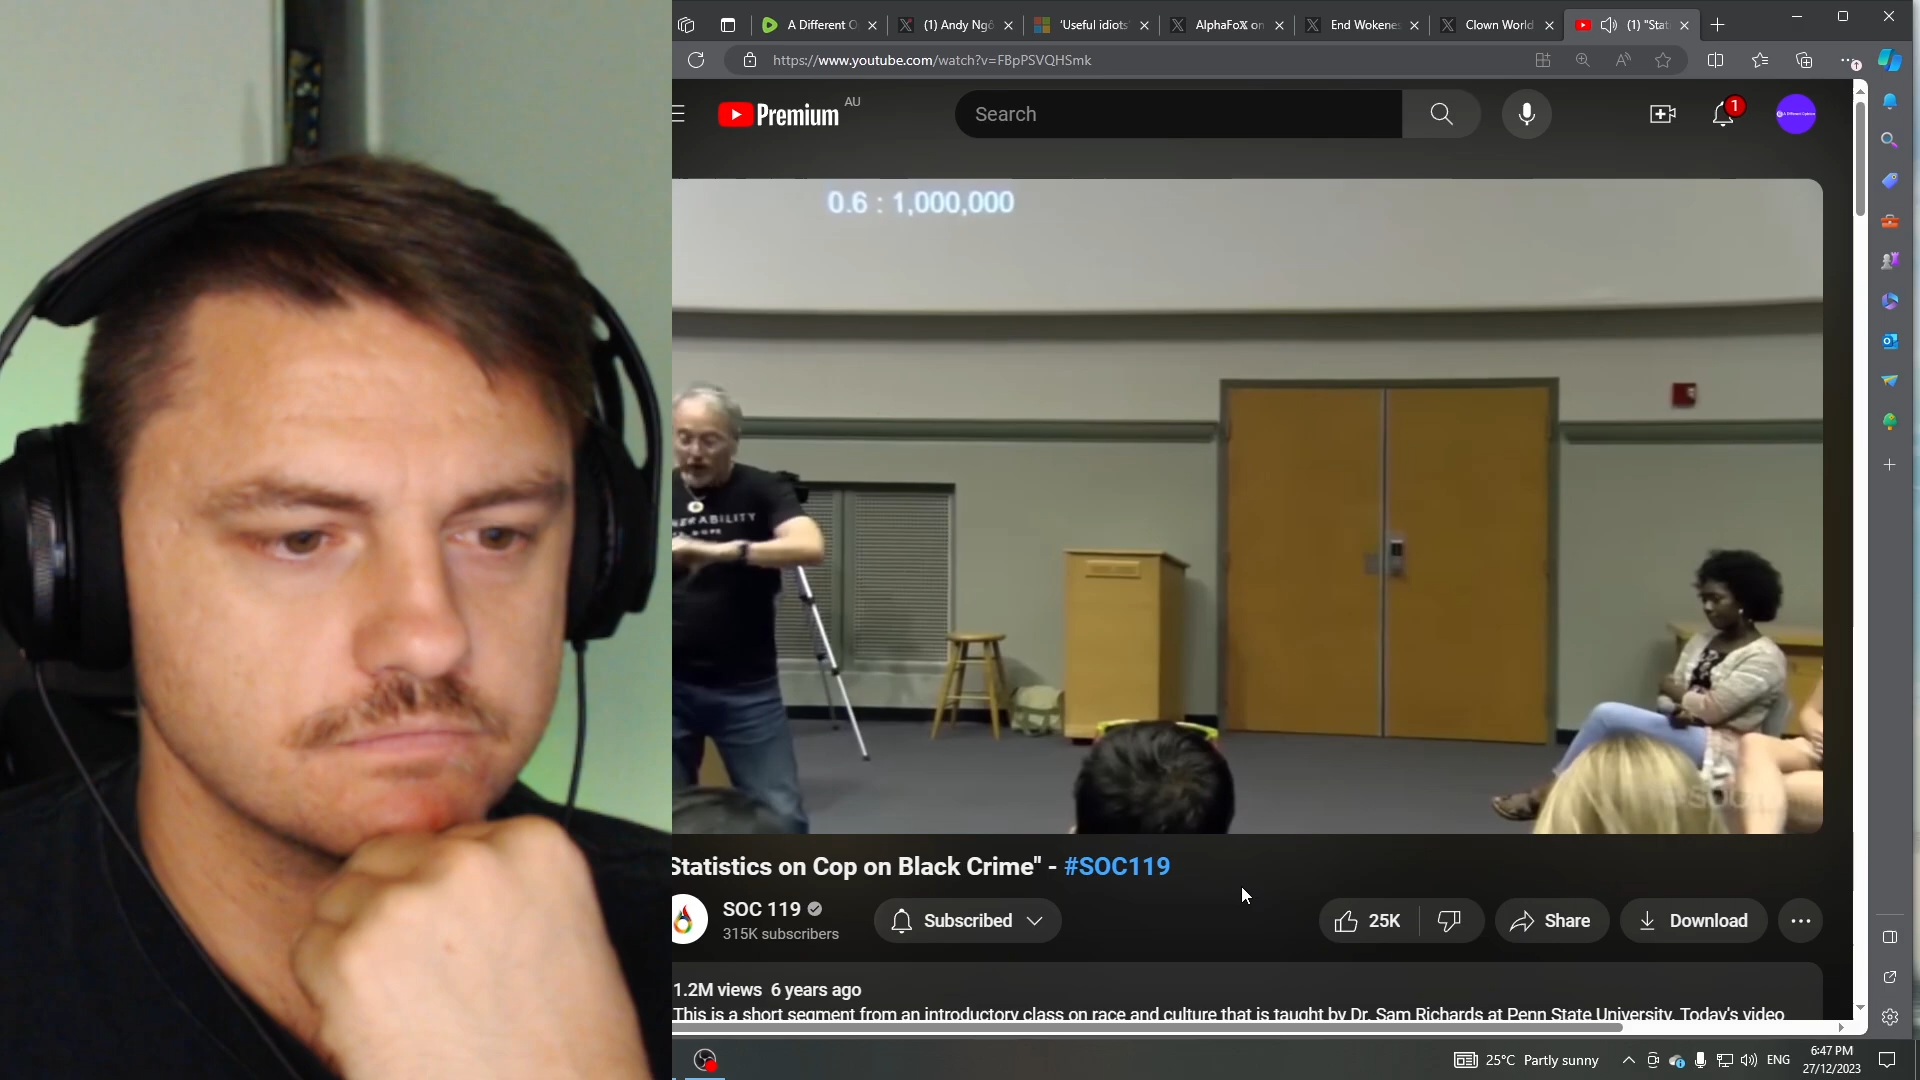 A Different O
(1) Andy Ngô
'Useful idiots'
AlphaFoX on
End Wokenes
Clown World
(1) "Stat
https://www.youtube.com/watch?v=FBpPSVQHSmk
Premium
AU
Search
1
0.6 : 1,000,000
Statistics on Cop on Black Crime" - #SOC119
SOC 119
315K subscribers
Subscribed
25K
Share
Download
1.2M views 6 years ago
This is a short segment from an introductory class on race and culture that is taught by Dr. Sam Richards at Penn State University. Today's video
25°C Partly sunny
ENG
6:47 PM
27/12/2023